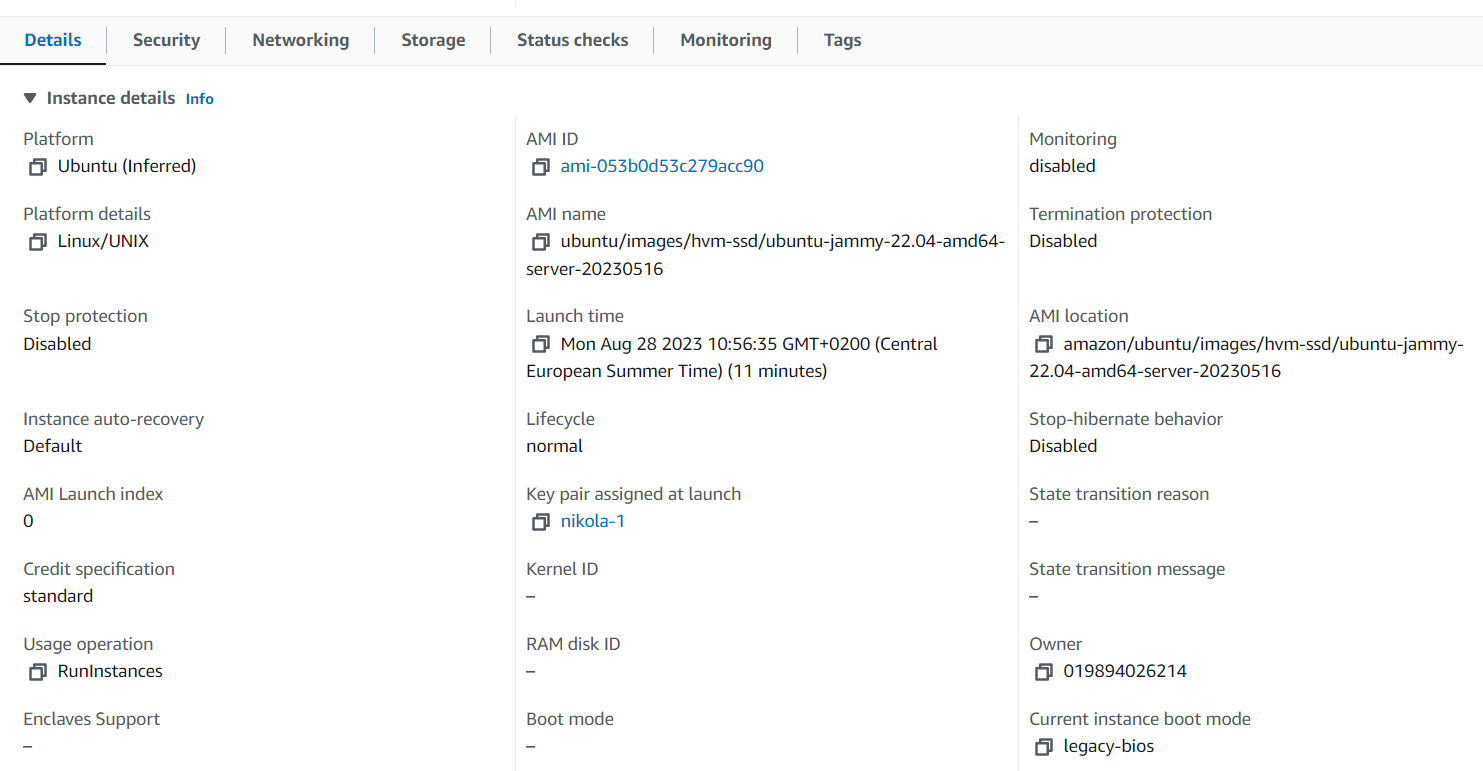 Details
Security
Networking
Storage
Status checks
Monitoring
Tags
Instance details Info
Platform
Ubuntu (Inferred)
AMI ID
ami-053b0d53c279acc90
Monitoring
disabled
Platform details
Linux/UNIX
AMI name
ubuntu/images/hvm-ssd/ubuntu-jammy-22.04-amd64-
server-20230516
Termination protection
Disabled
Stop protection
Disabled
Launch time
Mon Aug 28 2023 10:56:35 GMT+0200 (Central
European Summer Time) (11 minutes)
AMI location
amazon/ubuntu/images/hvm-ssd/ubuntu-jammy-
22.04-amd64-server-20230516
Instance auto-recovery
Default
Lifecycle
normal
Stop-hibernate behavior
Disabled
AMI Launch index
0
Key pair assigned at launch
nikola-1
State transition reason
–
Credit specification
standard
Kernel ID
–
State transition message
–
Usage operation
RunInstances
RAM disk ID
–
Owner
019894026214
Enclaves Support
–
Boot mode
–
Current instance boot mode
legacy-bios